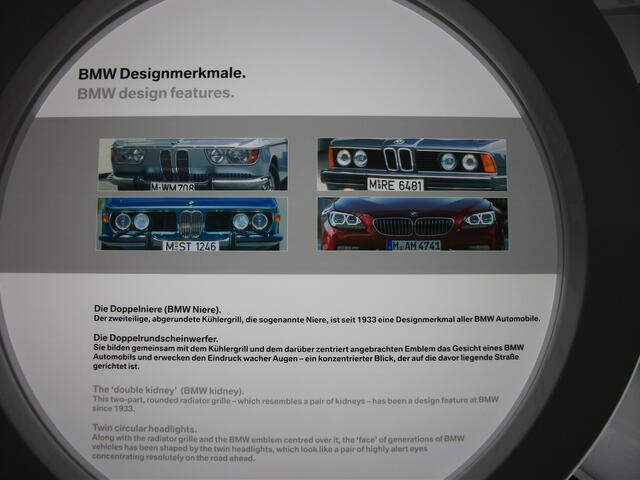 BMW Designmerkmale.
BMW design features.
M-WM708
M-RE 6481
M-ST 1246
M-AM 4741
Die Doppelniere (BMW Niere).
Der zweiteilige, abgerundete Kühlergrill, die sogenannte Niere, ist seit 1933 eine Designmerkmal aller BMW Automobile.
Die Doppelrundscheinwerfer.
Sie bilden gemeinsam mit dem Kühlergrill und dem darüber zentriert angebrachten Emblem das Gesicht eines BMW
Automobils und erwecken den Eindruck wacher Augen – ein konzentrierter Blick, der auf die davor liegende Straße
gerichtet ist.
The 'double kidney' (BMW kidney).
This two-part, rounded radiator grille – which resembles a pair of kidneys – has been a design feature at BMW
since 1933.
Twin circular headlights.
Along with the radiator grille and the BMW emblem centred over it, the 'face' of generations of BMW
vehicles has been shaped by the twin headlights, which look like a pair of highly alert eyes
concentrating resolutely on the road ahead.